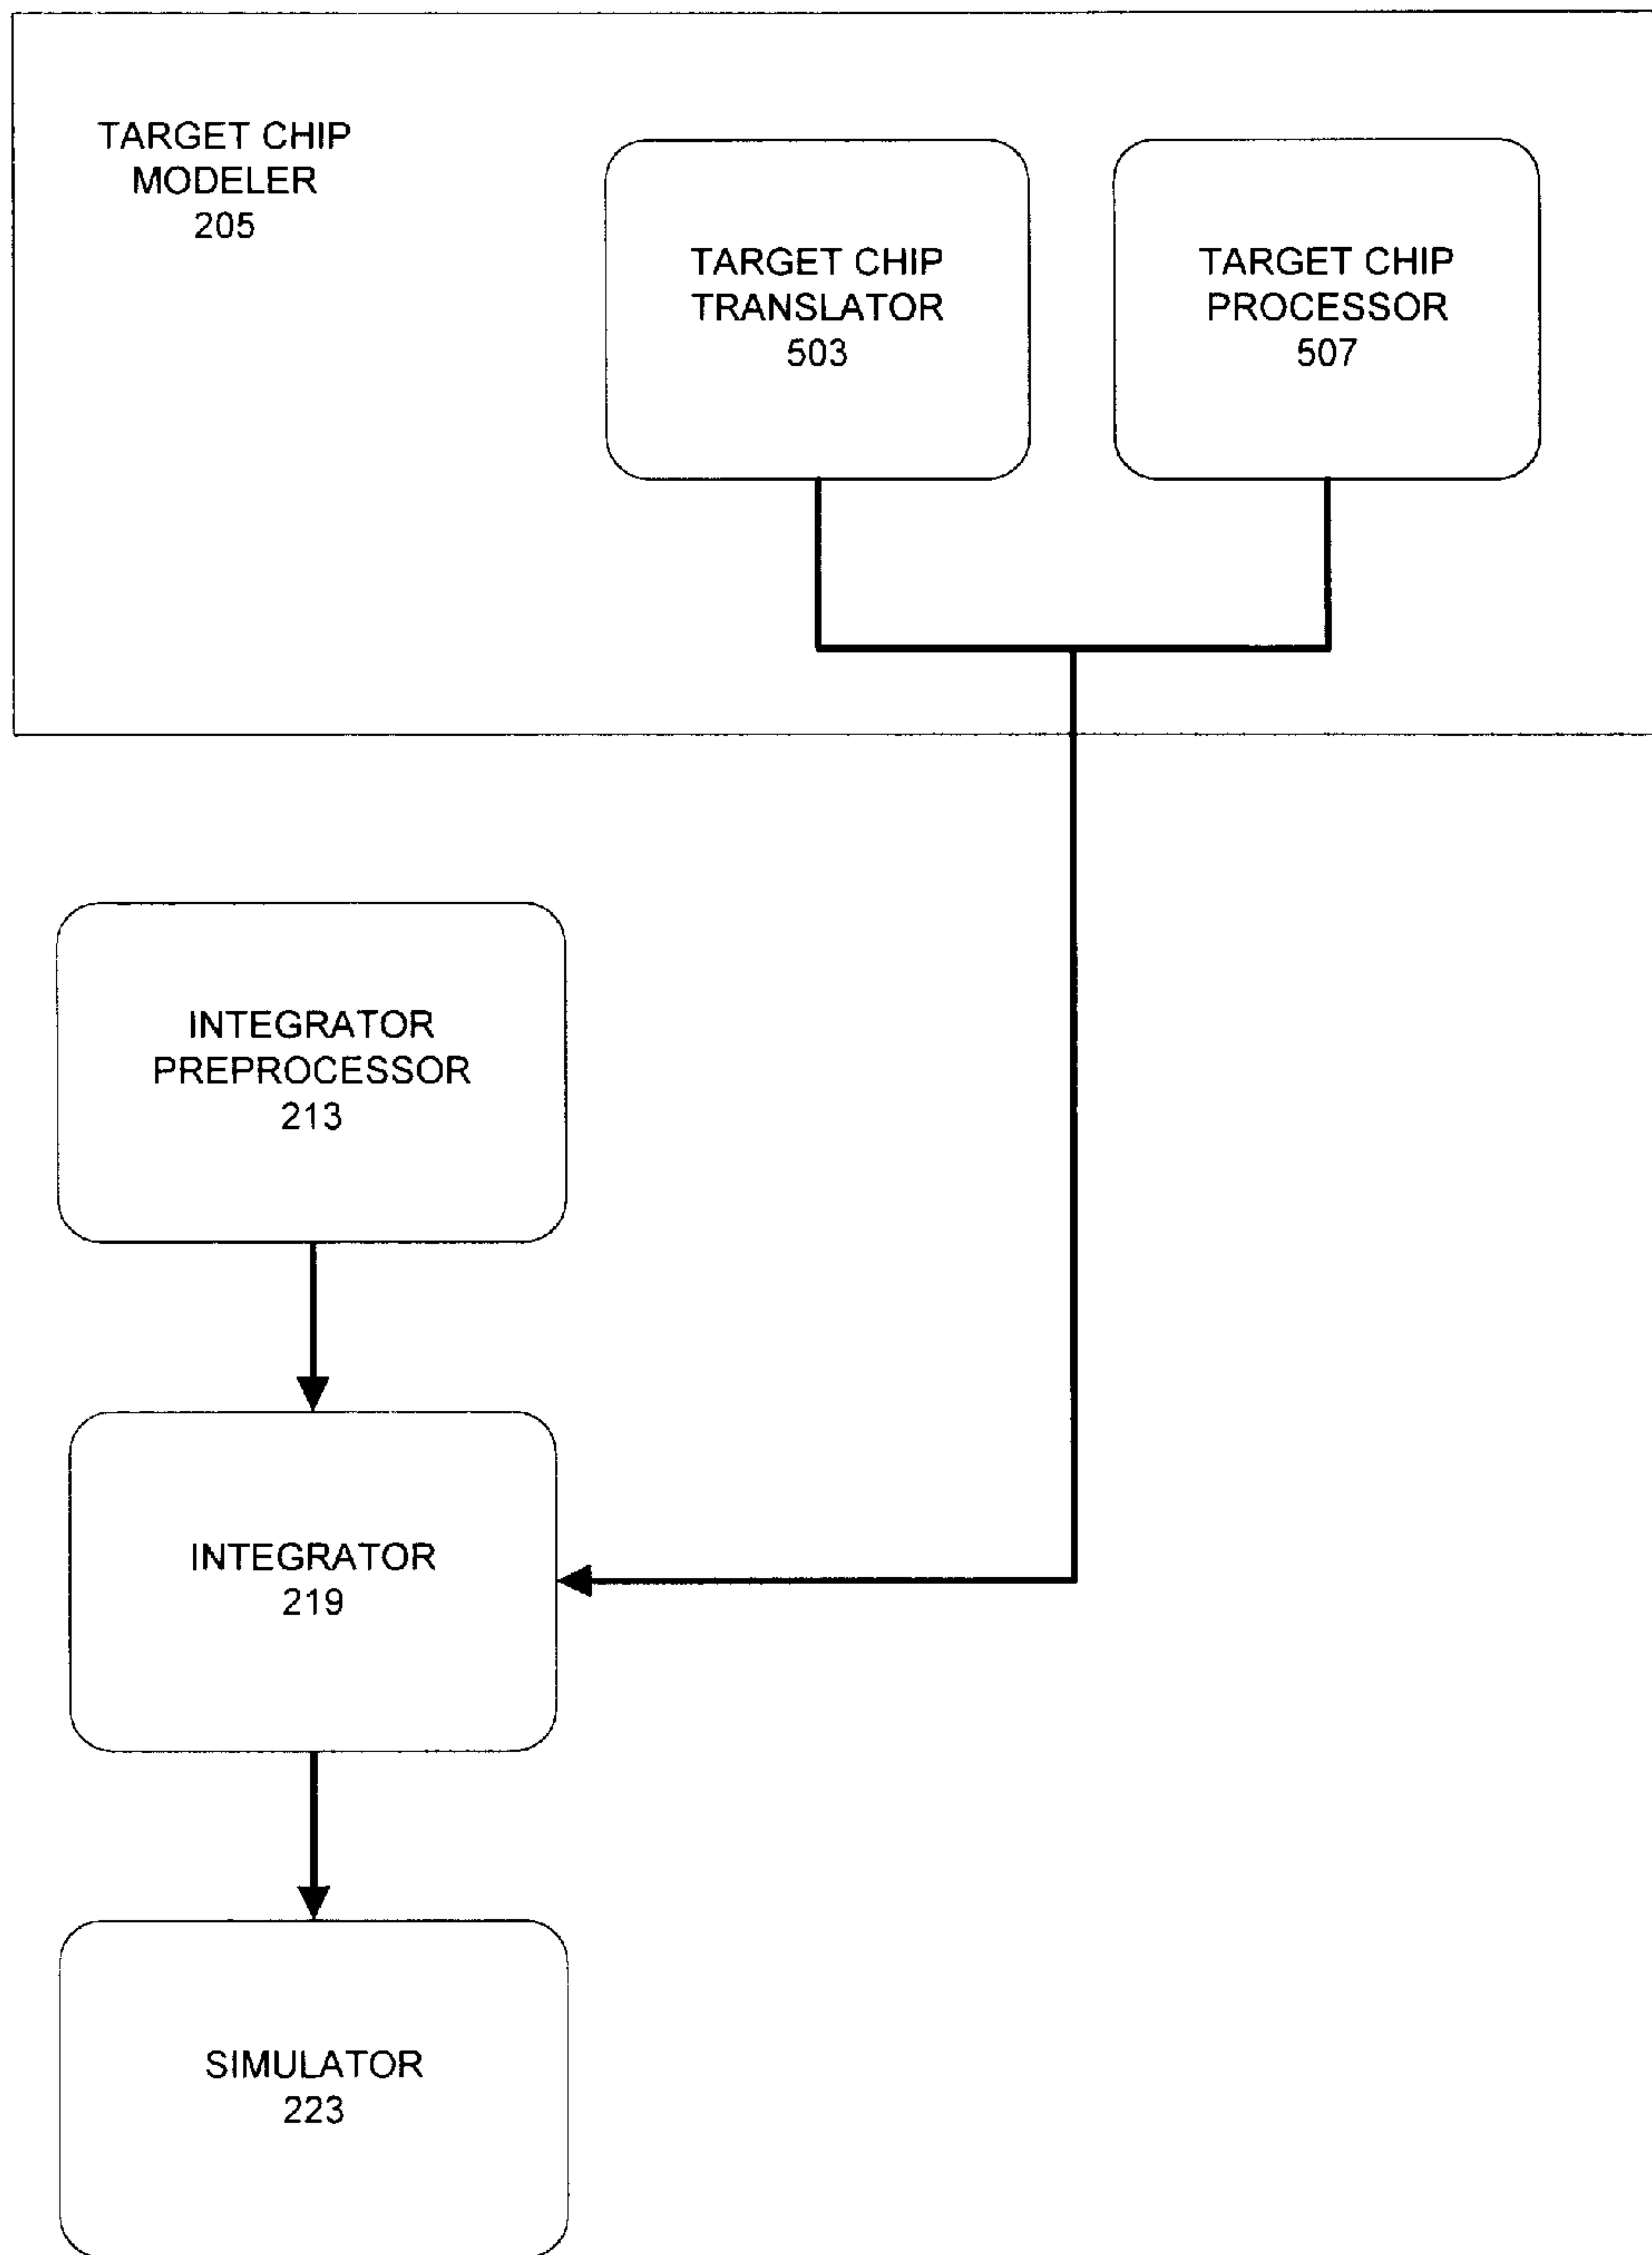 TARGET CHIP
MODELER
205
TARGET CHIP
TRANSLATOR
503
TARGET CHIP
PROCESSOR
507
INTEGRATOR
PREPROCESSOR
213
INTEGRATOR
219
SIMULATOR
223